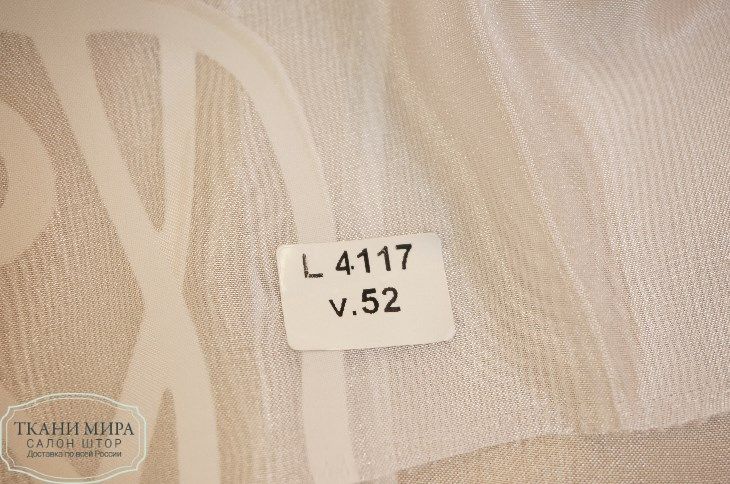 L 4117
v.52
ТКАНИ МИРА
САЛОН ШТОР
Доставка по всей России